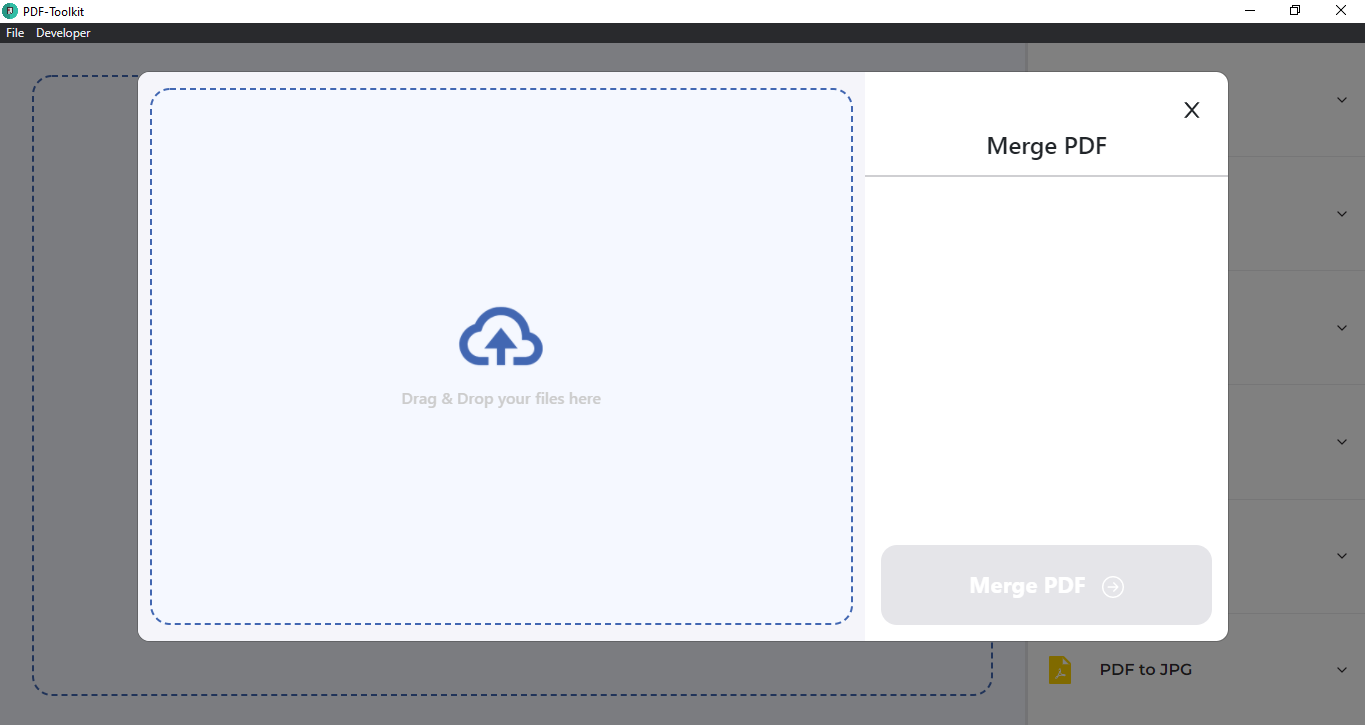 PDF-Toolkit
File Developer
Merge PDF
Drag & Drop your files here
Merge PDF
PDF to JPG